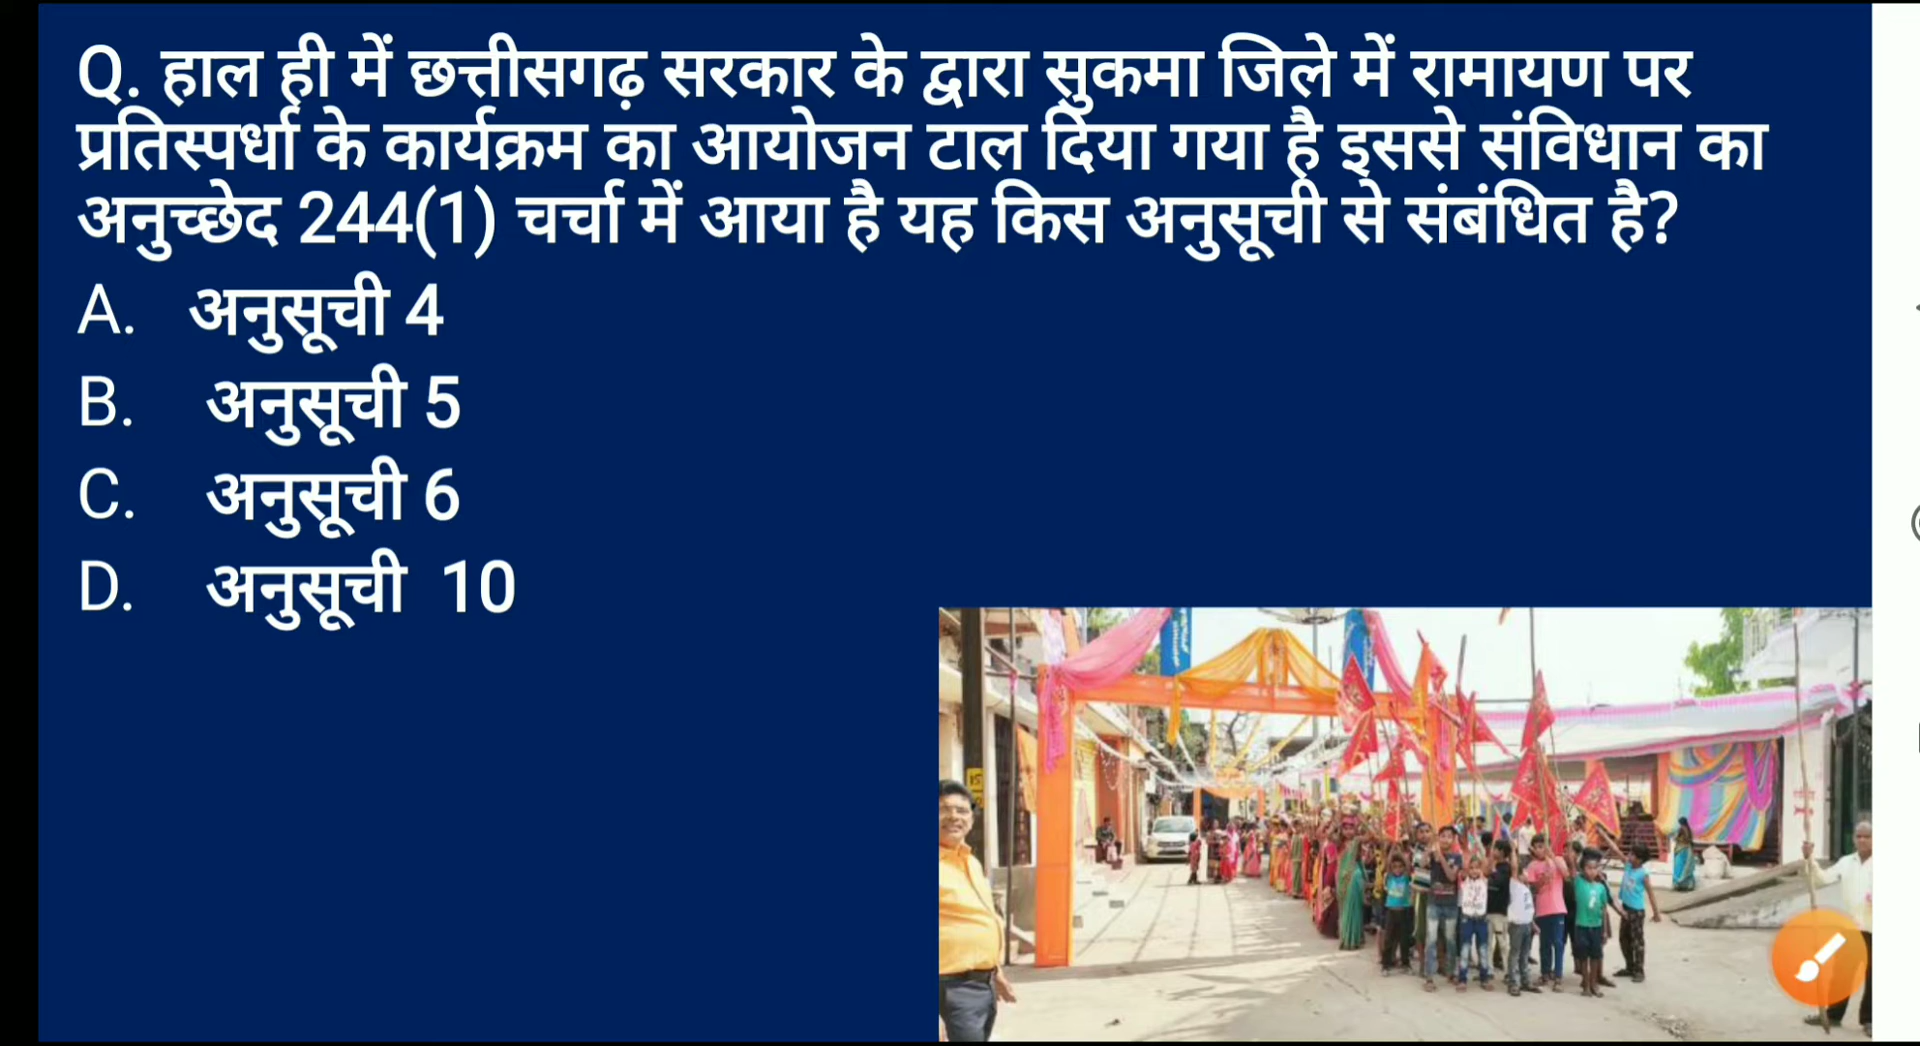 Q. हाल ही में छत्तीसगढ़ सरकार के द्वारा सुकमा जिले में रामायण पर
प्रतिस्पर्धा के कार्यक्रम का आयोजन टाल दिया गया है इससे संविधान का
अनुच्छेद 244(1) चर्चा में आया है यह किस अनुसूची से संबंधित है?
A. अनुसूची 4
B. अनुसूची 5
C. अनुसूची 6
D. अनुसूची 10